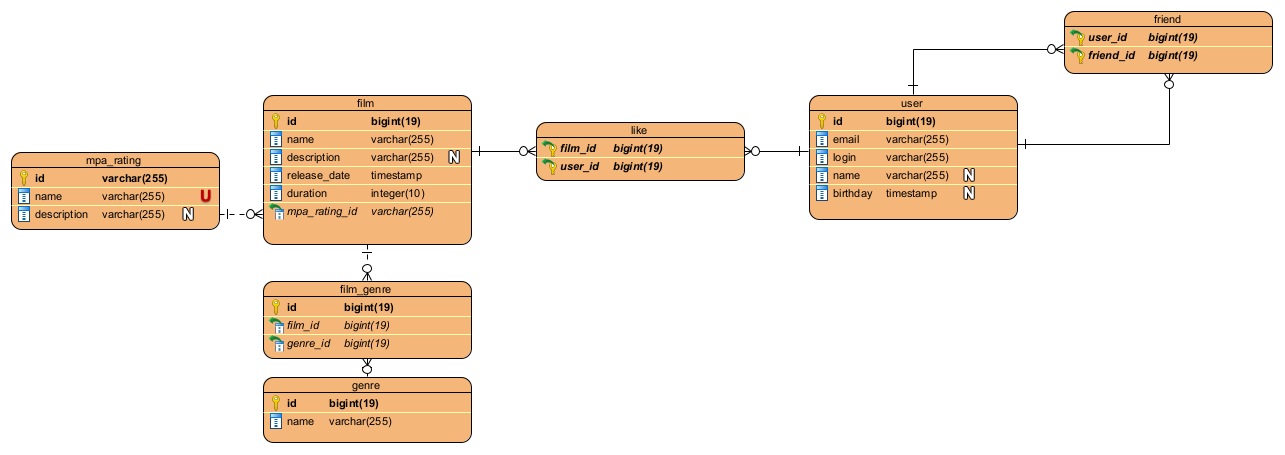 friend
user_id bigint(19)
friend_id bigint(19)
film
id bigint(19)
name varchar(255)
description varchar(255) N
release_date timestamp
duration integer(10)
mpa_rating_id varchar(255)
user
id bigint(19)
email varchar(255)
login varchar(255)
name varchar(255) N
birthday timestamp N
like
film_id bigint(19)
user_id bigint(19)
mpa_rating
id varchar(255)
name varchar(255) U
description varchar(255) N
film_genre
id bigint(19)
film_id bigint(19)
genre_id bigint(19)
genre
id bigint(19)
name varchar(255)